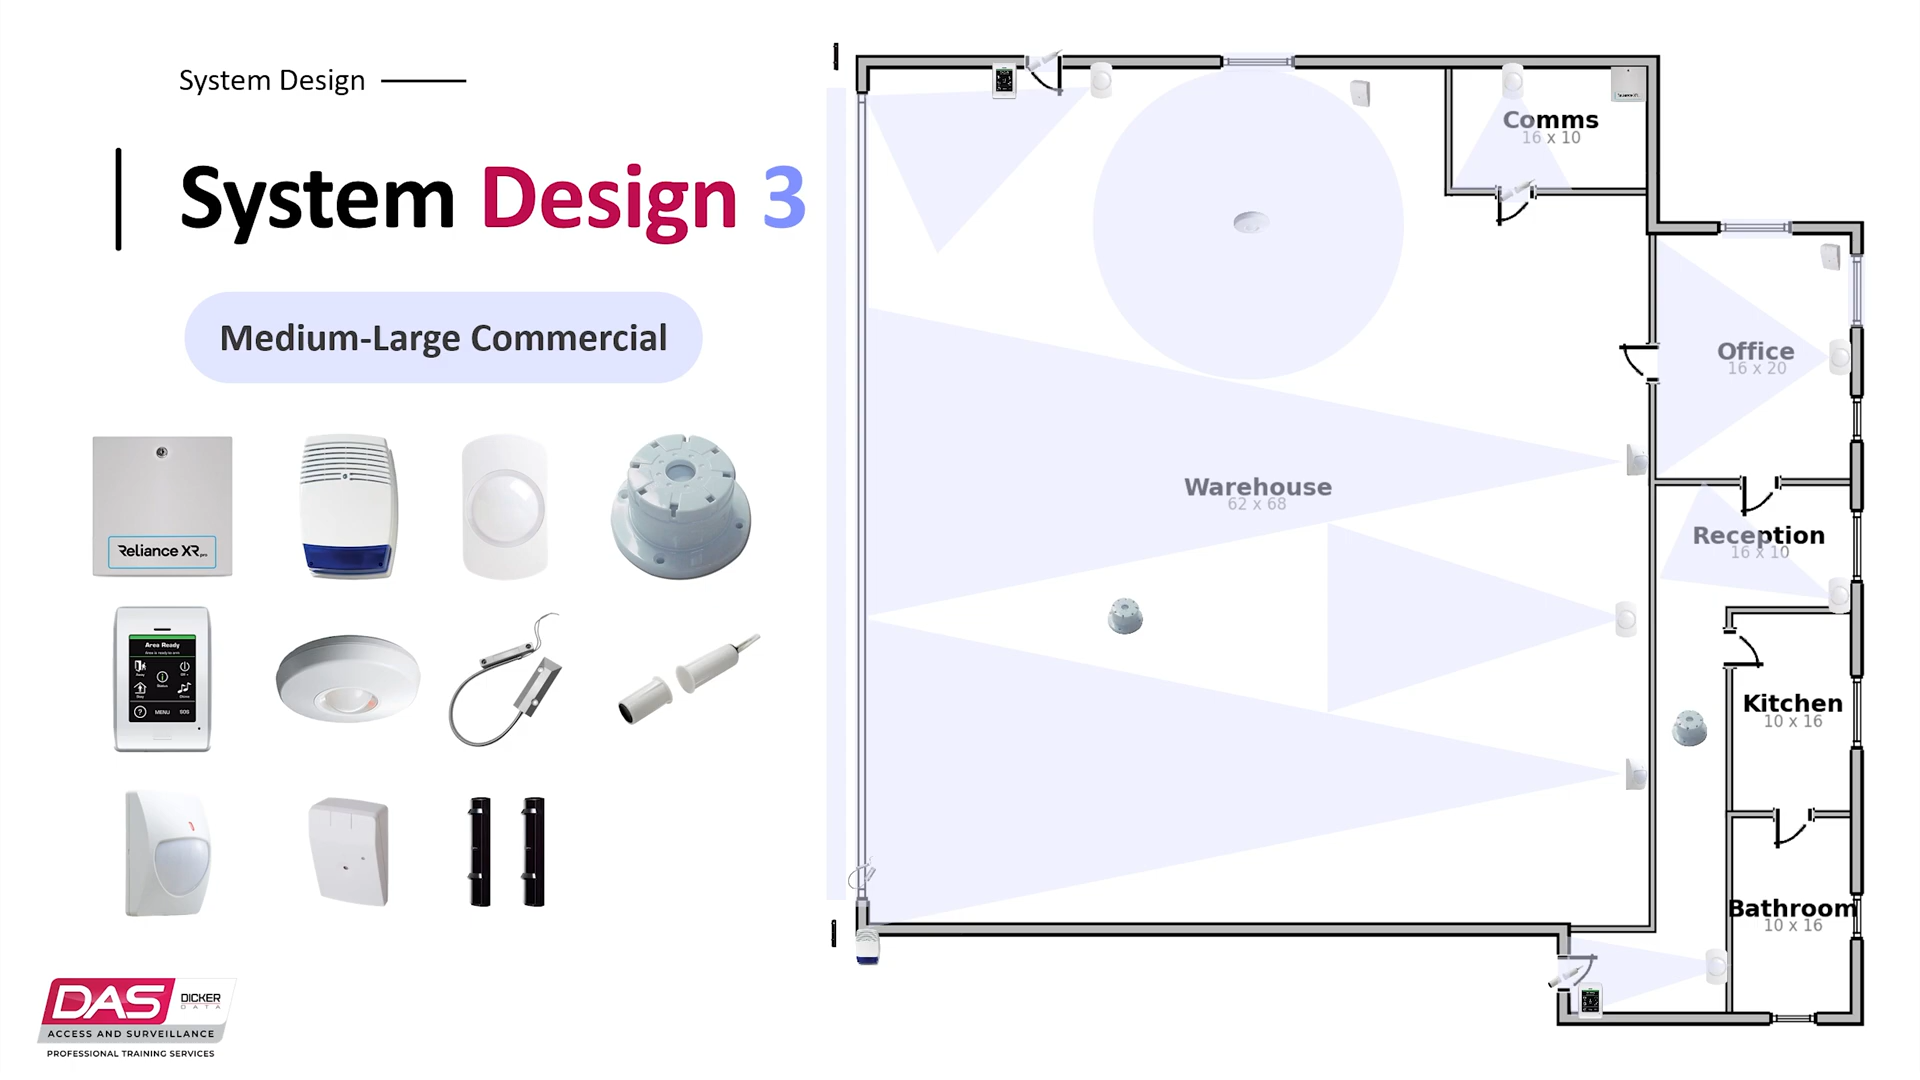 System Design
System Design 3
Medium-Large Commercial
Reliance XR pro
Area Ready
MENU SOS
DAS DICKER
DATA
ACCESS AND SURVEILLANCE
PROFESSIONAL TRAINING SERVICES
Comms
16 x 10
Office
16 x 20
Warehouse
62 x 68
Reception
16 x 10
Kitchen
10 x 16
Bathroom
10 x 16